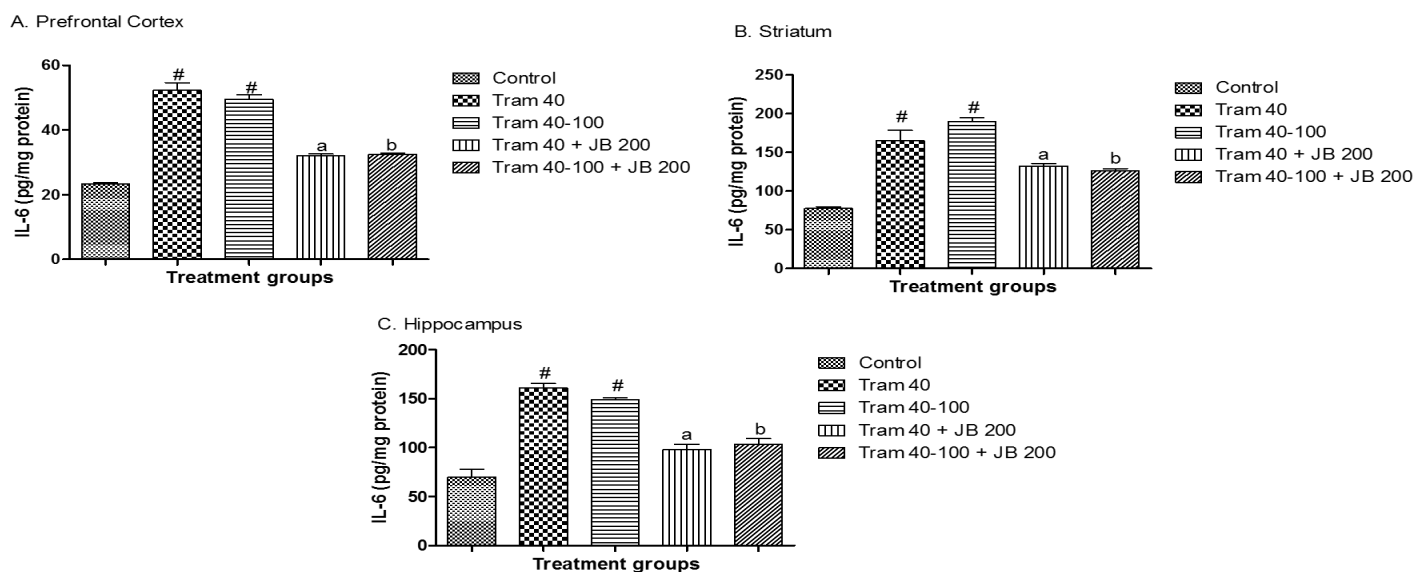 A. Prefrontal Cortex
IL-6 (pg/mg protein)
60
40
20
0
#
#
a
b
Treatment groups
Control
Tram 40
Tram 40-100
Tram 40 + JB 200
Tram 40-100 + JB 200
B. Striatum
IL-6 (pg/mg protein)
250
200
150
100
50
0
#
#
a
b
Treatment groups
Control
Tram 40
Tram 40-100
Tram 40 + JB 200
Tram 40-100 + JB 200
C. Hippocampus
IL-6 (pg/mg protein)
200
150
100
50
0
#
#
a
b
Treatment groups
Control
Tram 40
Tram 40-100
Tram 40 + JB 200
Tram 40-100 + JB 200